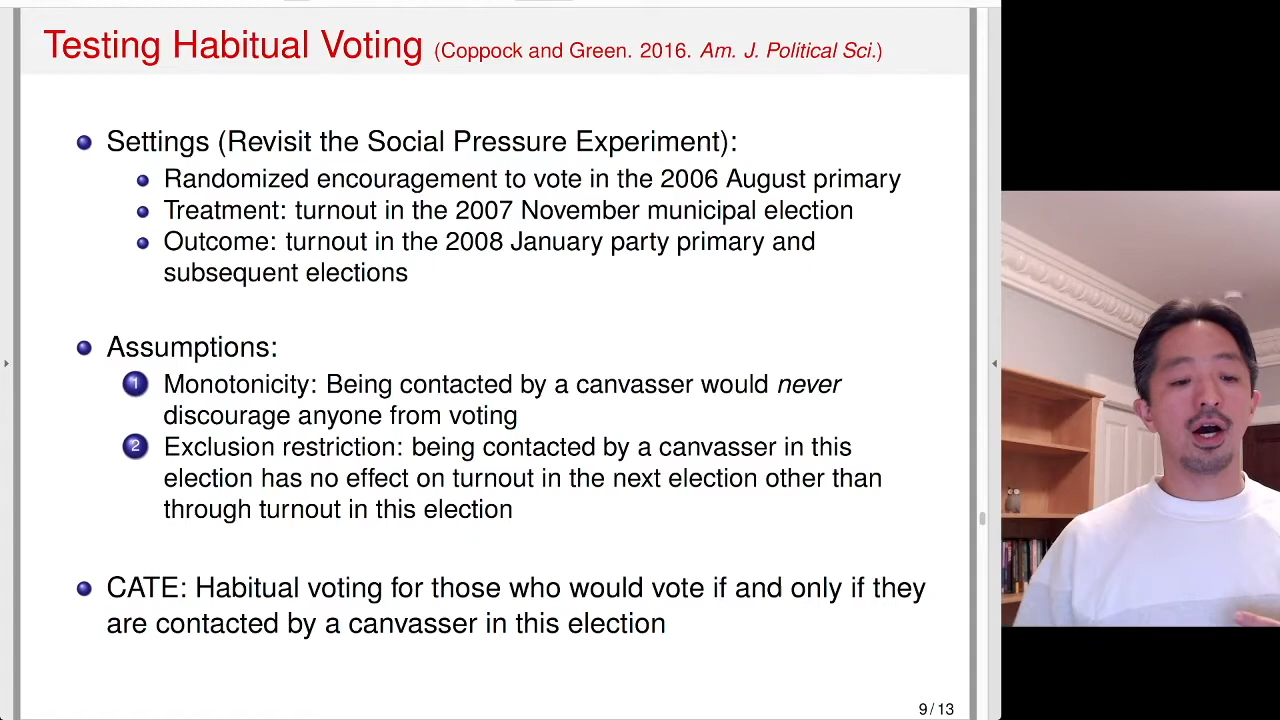 Testing Habitual Voting (Coppock and Green. 2016. Am. J. Political Sci.)
Settings (Revisit the Social Pressure Experiment):
Randomized encouragement to vote in the 2006 August primary
Treatment: turnout in the 2007 November municipal election
Outcome: turnout in the 2008 January party primary and
subsequent elections
Assumptions:
1 Monotonicity: Being contacted by a canvasser would never
discourage anyone from voting
2 Exclusion restriction: being contacted by a canvasser in this
election has no effect on turnout in the next election other than
through turnout in this election
CATE: Habitual voting for those who would vote if and only if they
are contacted by a canvasser in this election
9 / 13